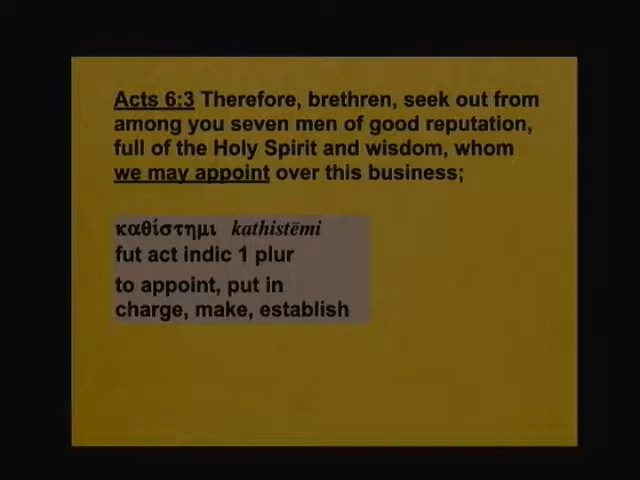 Acts 6:3 Therefore, brethren, seek out from
among you seven men of good reputation,
full of the Holy Spirit and wisdom, whom
we may appoint over this business;
καθίστημι kathistēmi
fut act indic 1 plur
to appoint, put in
charge, make, establish